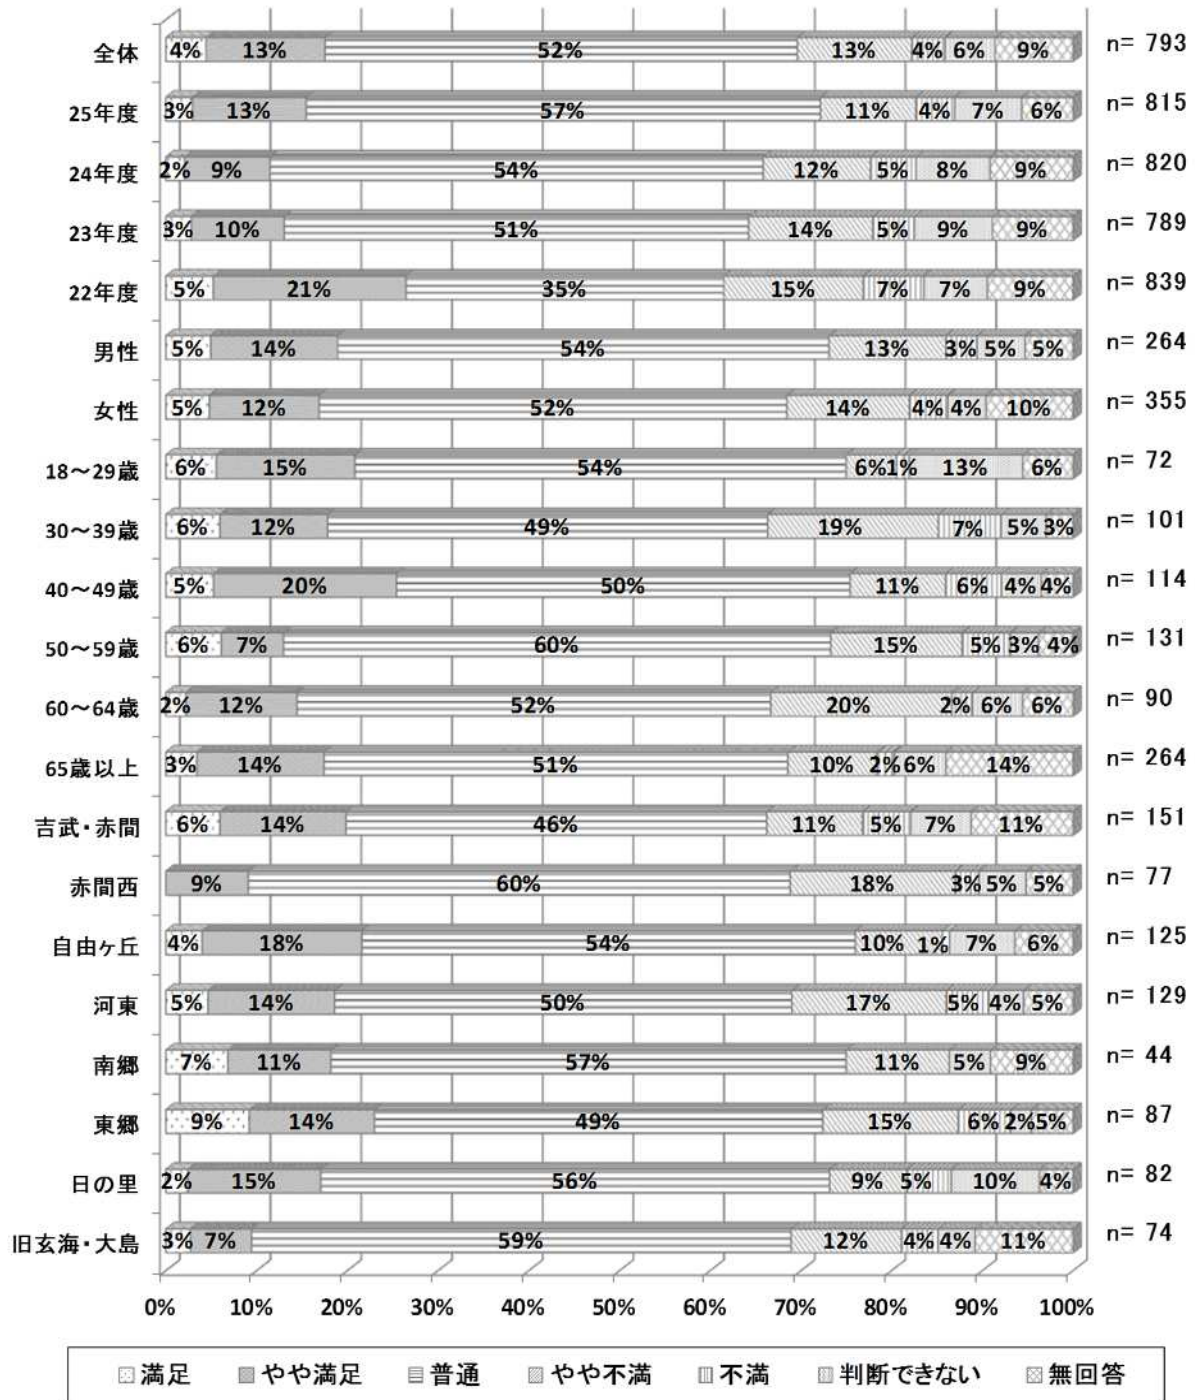 全体 4% 13% 52% 13% 4% 6% 9% n= 793
25年度 3% 13% 57% 11% 4% 7% 6% n= 815
24年度 2% 9% 54% 12% 5% 8% 9% n= 820
23年度 3% 10% 51% 14% 5% 9% 9% n= 789
22年度 5% 21% 35% 15% 7% 7% 9% n= 839
男性 5% 14% 54% 13% 3% 5% 5% n= 264
女性 5% 12% 52% 14% 4% 4% 10% n= 355
18～29歳 6% 15% 54% 6% 1% 13% 6% n= 72
30～39歳 6% 12% 49% 19% 7% 5% 3% n= 101
40～49歳 5% 20% 50% 11% 6% 4% 4% n= 114
50～59歳 6% 7% 60% 15% 5% 3% 4% n= 131
60～64歳 2% 12% 52% 20% 2% 6% 6% n= 90
65歳以上 3% 14% 51% 10% 2% 6% 14% n= 264
吉武・赤間 6% 14% 46% 11% 5% 7% 11% n= 151
赤間西 9% 60% 18% 3% 5% 5% n= 77
自由ヶ丘 4% 18% 54% 10% 1% 7% 6% n= 125
河東 5% 14% 50% 17% 5% 4% 5% n= 129
南郷 7% 11% 57% 11% 5% 9% n= 44
東郷 9% 14% 49% 15% 6% 2% 5% n= 87
日の里 2% 15% 56% 9% 5% 10% 4% n= 82
旧玄海・大島 3% 7% 59% 12% 4% 4% 11% n= 74
0% 10% 20% 30% 40% 50% 60% 70% 80% 90% 100%
満足 やや満足 普通 やや不満 不満 判断できない 無回答